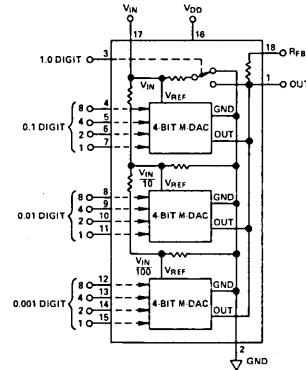 VIN
VDD
17
16
3
1.0 DIGIT
18
RFB
1
OUT
VIN
VREF
8 4
4 5
2 6
1 7
0.1 DIGIT
4-BIT M-DAC
GND
OUT
VIN
10
VREF
8 8
4 9
2 10
1 11
0.01 DIGIT
4-BIT M-DAC
GND
OUT
VIN
100
VREF
8 12
4 13
2 14
1 15
0.001 DIGIT
4-BIT M-DAC
GND
OUT
2
GND